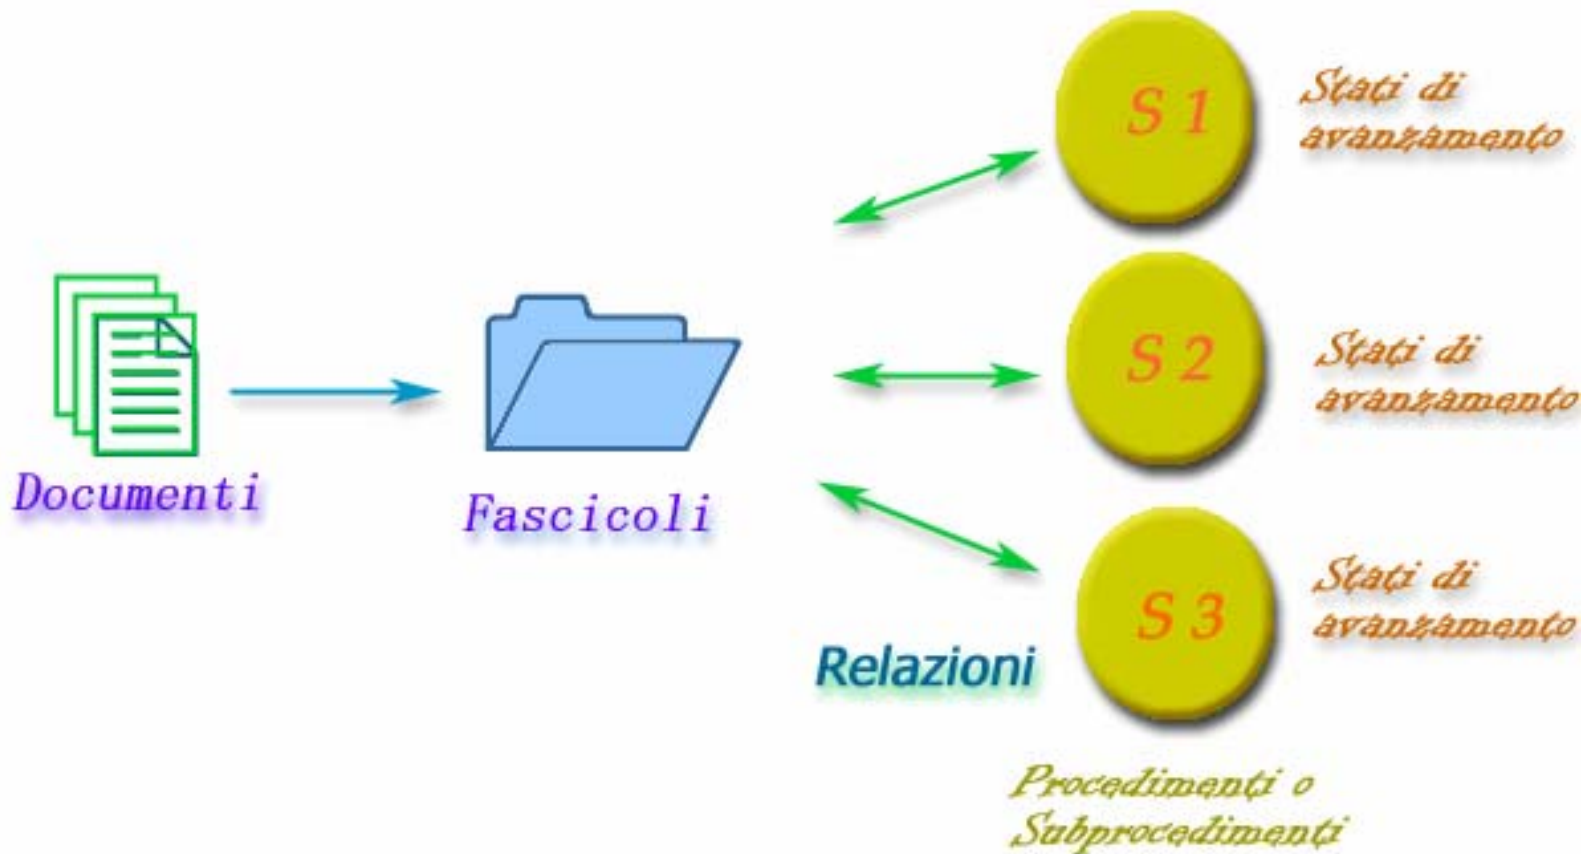 S 1
Stati di
avanzamento
S 2
Stati di
avanzamento
Documenti
Fascicoli
S 3
Stati di
avanzamento
Relazioni
Procedimenti o
Subprocedimenti